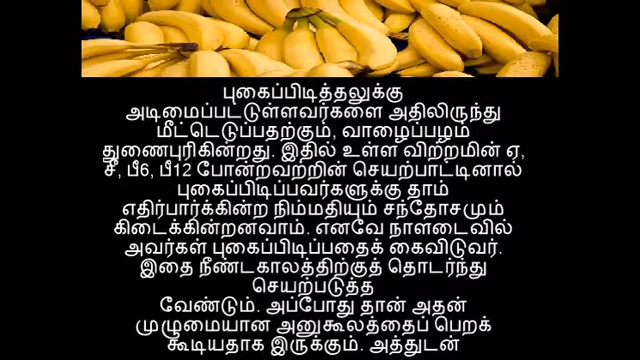 புகைப்பிடித்தலுக்கு
அடிமைப்பட்டுள்ளவர்களை அதிலிருந்து
மீட்டெடுப்பதற்கும், வாழைப்பழம்
துணைபுரிகின்றது. இதில் உள்ள விற்றமின் ஏ,
சீ, பீ6, பீ12 போன்றவற்றின் செயற்பாட்டினால்
புகைப்பிடிப்பவர்களுக்கு தாம்
எதிர்பார்க்கின்ற நிம்மதியும் சந்தோசமும்
கிடைக்கின்றனவாம். எனவே நாளடைவில்
அவர்கள் புகைப்பிடிப்பதைக் கைவிடுவர்.
இதை நீண்டகாலத்திற்குத் தொடர்ந்து
செயற்படுத்த
வேண்டும். அப்போது தான் அதன்
முழுமையான அனுகூலத்தைப் பெறக்
கூடியதாக இருக்கும். அத்துடன்